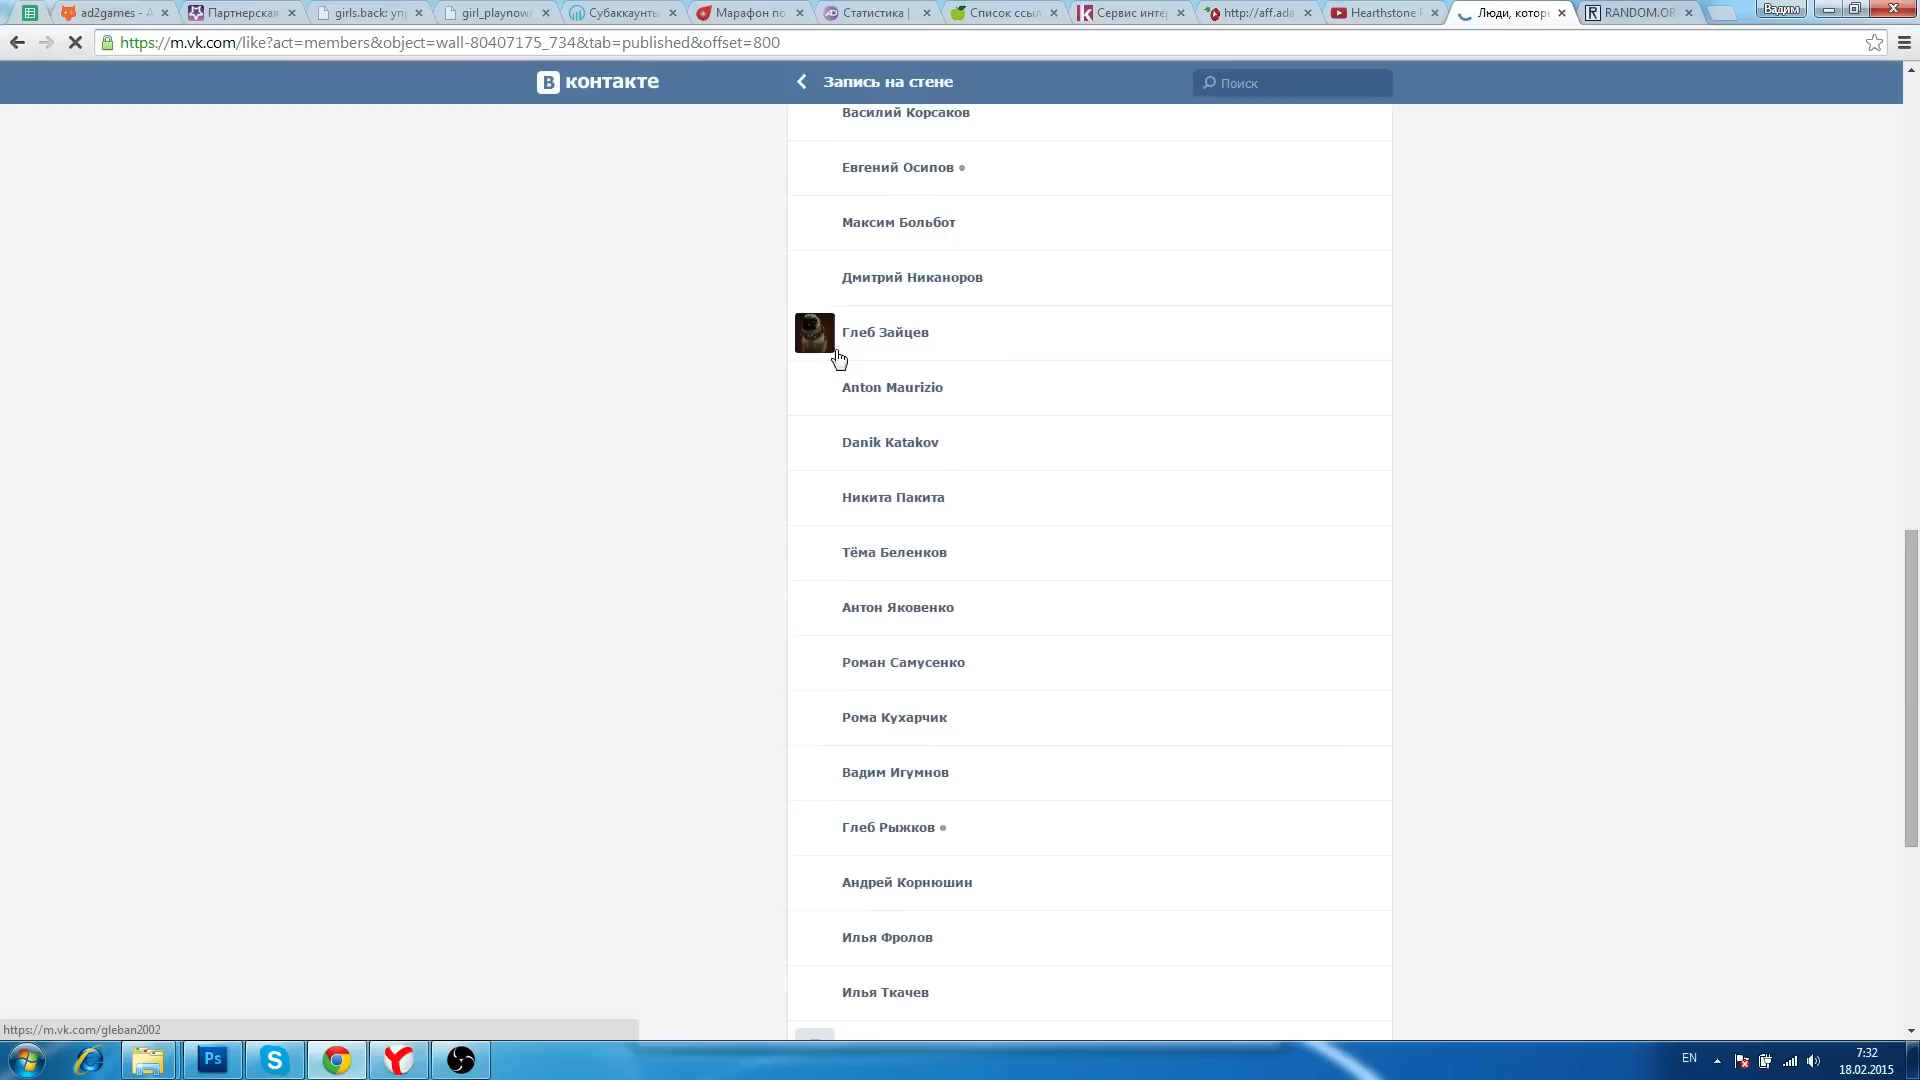 ad2games - A
Партнерская
girls.back: упр
girl_playnow/
Субаккаунты
Марафон по
Статистика |
Список ссыл
Сервис инте
http://aff.ada
Hearthstone
Люди, котор
RANDOM.OR
Вадим
https://m.vk.com/like?act=members&object=wall-80407175_734&tab=published&offset=800
В контакте
Запись на стене
Поиск
Василий Корсаков
Евгений Осипов
Максим Больбот
Дмитрий Никаноров
Глеб Зайцев
Anton Maurizio
Danik Katakov
Никита Пакита
Тёма Беленков
Антон Яковенко
Роман Самусенко
Рома Кухарчик
Вадим Игумнов
Глеб Рыжков
Андрей Корнюшин
Илья Фролов
Илья Ткачев
https://m.vk.com/gleban2002
Ps
EN
7:32
18.02.2015